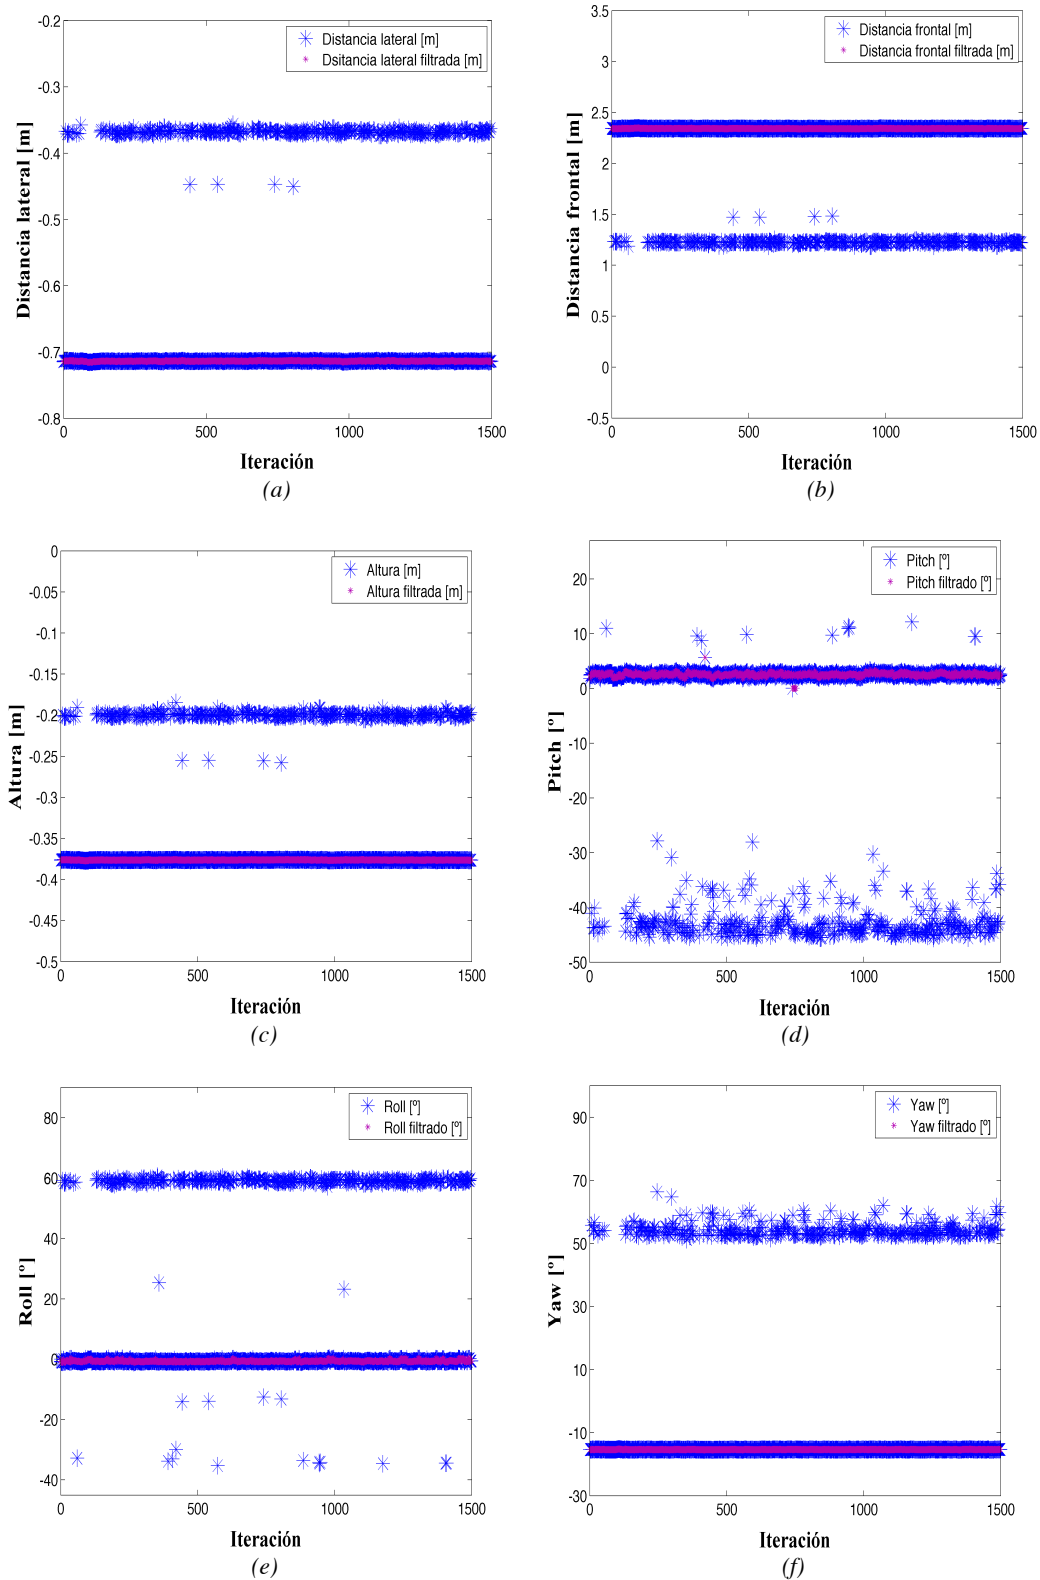 -0.2
-0.3
-0.4
-0.5
-0.6
-0.7
-0.8
0
500
1000
1500
Distancia lateral [m]
Dsitancia lateral filtrada [m]
Distancia lateral [m]
Iteración
(a)
3.5
3
2.5
2
1.5
1
0.5
0
-0.5
0
500
1000
1500
Distancia frontal [m]
Distancia frontal filtrada [m]
Distancia frontal [m]
Iteración
(b)
0
-0.05
-0.1
-0.15
-0.2
-0.25
-0.3
-0.35
-0.4
-0.45
-0.5
0
500
1000
1500
Altura [m]
Altura filtrada [m]
Altura [m]
Iteración
(c)
20
10
0
-10
-20
-30
-40
-50
0
500
1000
1500
Pitch [º]
Pitch filtrado [º]
Pitch [º]
Iteración
(d)
80
60
40
20
0
-20
-40
0
500
1000
1500
Roll [º]
Roll filtrado [º]
Roll [º]
Iteración
(e)
90
70
50
30
10
-10
-30
0
500
1000
1500
Yaw [º]
Yaw filtrado [º]
Yaw [º]
Iteración
(f)